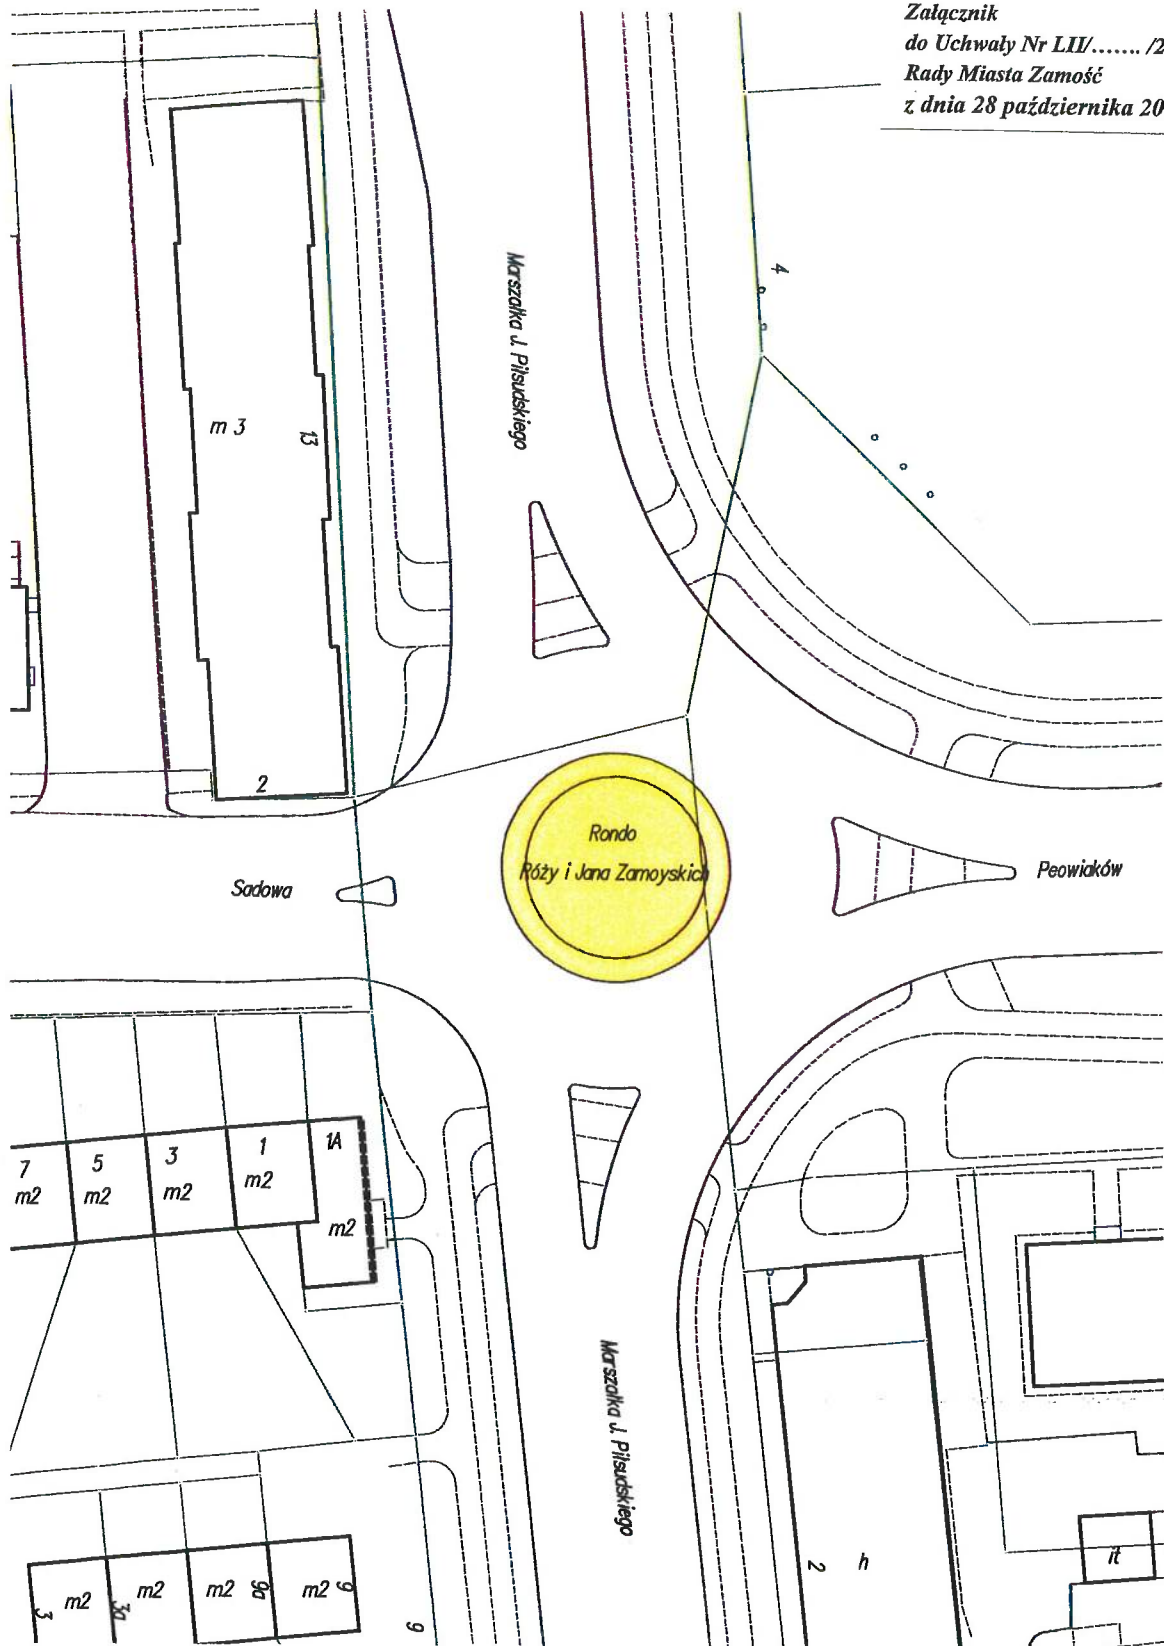 Załącznik
do Uchwały Nr LII/....... /2
Rady Miasta Zamość
z dnia 28 października 20
Marszałka J. Piłsudskiego
4
m 3
13
2
Rondo
Róży i Jana Zamoyskich
Sadowa
Peowiaków
7
m2
5
m2
3
m2
1
m2
1A
m2
Marszałka J. Piłsudskiego
3
m2
3a
m2
m2
9a
m2
9
9
2
h
it